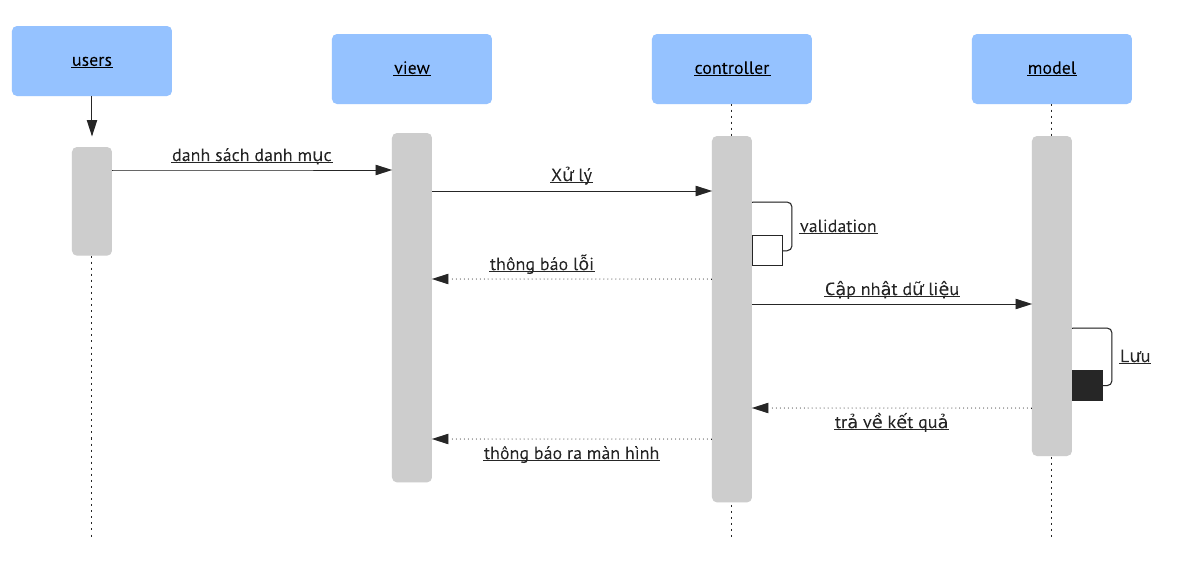 users
view
controller
model
danh sách danh mục
Xử lý
validation
thông báo lỗi
Cập nhật dữ liệu
Lưu
trả về kết quả
thông báo ra màn hình